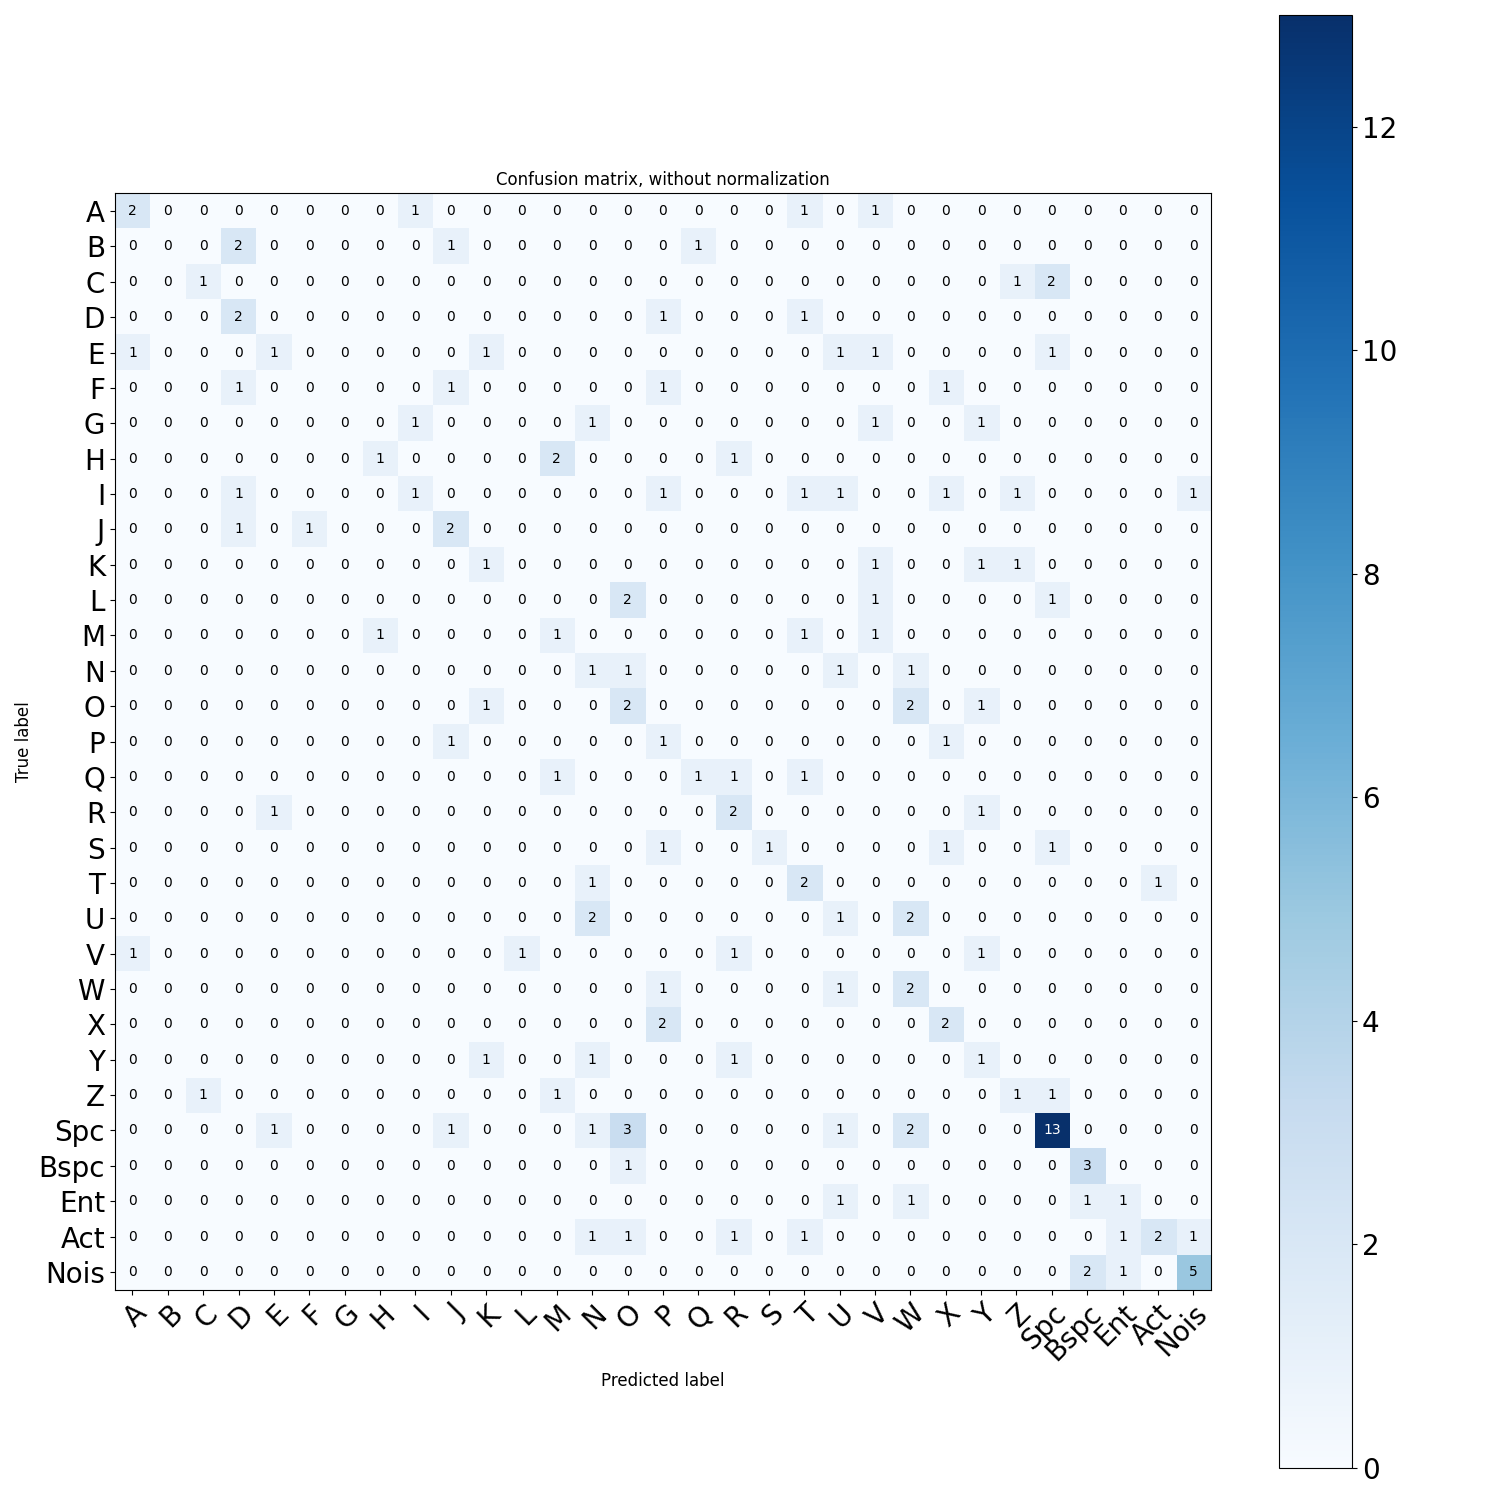 Confusion matrix, without normalization
A 2 0 0 0 0 0 0 0 1 0 0 0 0 0 0 0 0 0 0 1 0 1 0 0 0 0 0 0 0 0 0
B 0 0 0 2 0 0 0 0 0 1 0 0 0 0 0 0 1 0 0 0 0 0 0 0 0 0 0 0 0 0 0
C 0 0 1 0 0 0 0 0 0 0 0 0 0 0 0 0 0 0 0 0 0 0 0 0 0 1 2 0 0 0 0
D 0 0 0 2 0 0 0 0 0 0 0 0 0 0 0 1 0 0 0 1 0 0 0 0 0 0 0 0 0 0 0
E 1 0 0 0 1 0 0 0 0 0 1 0 0 0 0 0 0 0 0 0 1 1 0 0 0 0 1 0 0 0 0
F 0 0 0 1 0 0 0 0 0 1 0 0 0 0 0 1 0 0 0 0 0 0 0 1 0 0 0 0 0 0 0
G 0 0 0 0 0 0 0 0 1 0 0 0 0 1 0 0 0 0 0 0 0 1 0 0 1 0 0 0 0 0 0
H 0 0 0 0 0 0 0 1 0 0 0 0 2 0 0 0 0 1 0 0 0 0 0 0 0 0 0 0 0 0 0
I 0 0 0 1 0 0 0 0 1 0 0 0 0 0 0 1 0 0 0 1 1 0 0 1 0 1 0 0 0 0 1
J 0 0 0 1 0 1 0 0 0 2 0 0 0 0 0 0 0 0 0 0 0 0 0 0 0 0 0 0 0 0 0
K 0 0 0 0 0 0 0 0 0 0 1 0 0 0 0 0 0 0 0 0 0 1 0 0 1 1 0 0 0 0 0
L 0 0 0 0 0 0 0 0 0 0 0 0 0 0 2 0 0 0 0 0 0 1 0 0 0 0 1 0 0 0 0
M 0 0 0 0 0 0 0 1 0 0 0 0 1 0 0 0 0 0 0 1 0 1 0 0 0 0 0 0 0 0 0
N 0 0 0 0 0 0 0 0 0 0 0 0 0 1 1 0 0 0 0 0 1 0 1 0 0 0 0 0 0 0 0
O 0 0 0 0 0 0 0 0 0 0 1 0 0 0 2 0 0 0 0 0 0 0 2 0 1 0 0 0 0 0 0
P 0 0 0 0 0 0 0 0 0 1 0 0 0 0 0 1 0 0 0 0 0 0 0 1 0 0 0 0 0 0 0
Q 0 0 0 0 0 0 0 0 0 0 0 0 1 0 0 0 1 1 0 1 0 0 0 0 0 0 0 0 0 0 0
R 0 0 0 0 1 0 0 0 0 0 0 0 0 0 0 0 0 2 0 0 0 0 0 0 1 0 0 0 0 0 0
S 0 0 0 0 0 0 0 0 0 0 0 0 0 0 0 1 0 0 1 0 0 0 0 1 0 0 1 0 0 0 0
T 0 0 0 0 0 0 0 0 0 0 0 0 0 1 0 0 0 0 0 2 0 0 0 0 0 0 0 0 0 1 0
U 0 0 0 0 0 0 0 0 0 0 0 0 0 2 0 0 0 0 0 0 1 0 2 0 0 0 0 0 0 0 0
V 1 0 0 0 0 0 0 0 0 0 0 1 0 0 0 0 0 1 0 0 0 0 0 0 1 0 0 0 0 0 0
W 0 0 0 0 0 0 0 0 0 0 0 0 0 0 0 1 0 0 0 0 1 0 2 0 0 0 0 0 0 0 0
X 0 0 0 0 0 0 0 0 0 0 0 0 0 0 0 2 0 0 0 0 0 0 0 2 0 0 0 0 0 0 0
Y 0 0 0 0 0 0 0 0 0 0 1 0 0 1 0 0 0 1 0 0 0 0 0 0 1 0 0 0 0 0 0
Z 0 0 1 0 0 0 0 0 0 0 0 0 1 0 0 0 0 0 0 0 0 0 0 0 0 1 1 0 0 0 0
Spc 0 0 0 0 1 0 0 0 0 1 0 0 0 1 3 0 0 0 0 0 1 0 2 0 0 0 13 0 0 0 0
Bspc 0 0 0 0 0 0 0 0 0 0 0 0 0 0 1 0 0 0 0 0 0 0 0 0 0 0 0 3 0 0 0
Ent 0 0 0 0 0 0 0 0 0 0 0 0 0 0 0 0 0 0 0 0 1 0 1 0 0 0 0 1 1 0 0
Act 0 0 0 0 0 0 0 0 0 0 0 0 0 1 1 0 0 1 0 1 0 0 0 0 0 0 0 0 1 2 1
Nois 0 0 0 0 0 0 0 0 0 0 0 0 0 0 0 0 0 0 0 0 0 0 0 0 0 0 0 2 1 0 5
A B C D E F G H I J K L M N O P Q R S T U V W X Y Z Spc Bspc Ent Act Nois
Predicted label
True label
12
10
8
6
4
2
0